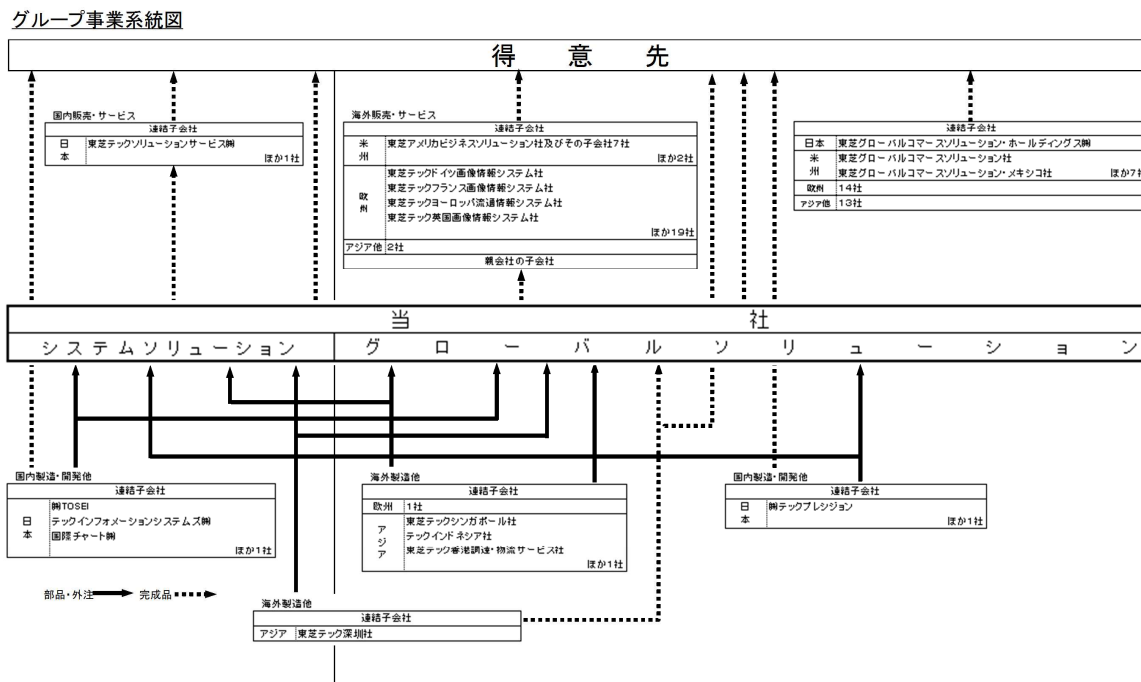 グループ事業系統図
得意先
国内販売・サービス
連結子会社
日本 東芝テックソリューションサービス㈱
ほか1社
海外販売・サービス
連結子会社
米州 東芝アメリカビジネスソリューション社及びその子会社7社
ほか2社
欧州 東芝テックドイツ画像情報システム社
東芝テックフランス画像情報システム社
東芝テックヨーロッパ流通情報システム社
東芝テック英国画像情報システム社
ほか19社
アジア他 2社
親会社の子会社
連結子会社
日本 東芝グローバルコマースソリューション・ホールディングス㈱
米州 東芝グローバルコマースソリューション社
東芝グローバルコマースソリューション・メキシコ社 ほか7社
欧州 14社
アジア他 13社
当社
システムソリューション グローバルソリューション
国内製造・開発他
連結子会社
日本 ㈱TOSEI
テックインフォメーションシステムズ㈱
国際チャート㈱
ほか1社
海外製造他
連結子会社
欧州 1社
アジア 東芝テックシンガポール社
テックインドネシア社
東芝テック香港調達・物流サービス社
ほか1社
国内製造・開発他
連結子会社
日本 ㈱テックプレシジョン
ほか1社
部品・外注 完成品
海外製造他
連結子会社
アジア 東芝テック深圳社